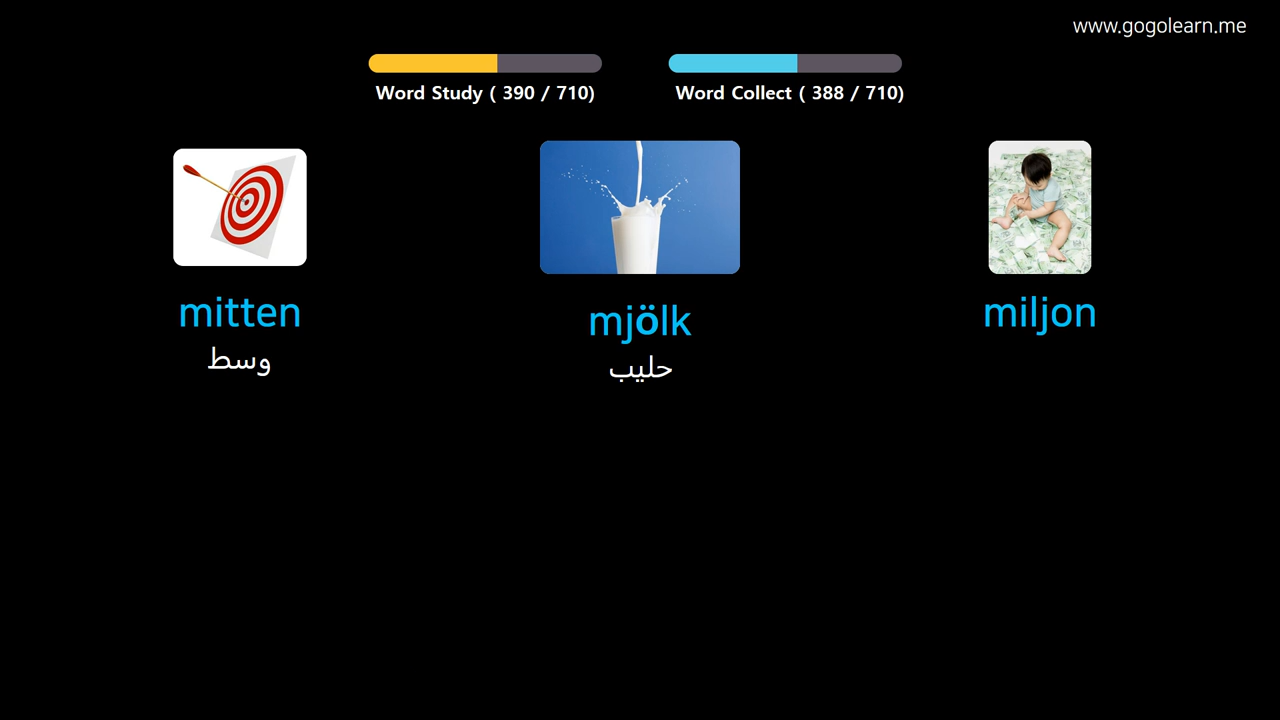 www.gogolearn.me
Word Study ( 390 / 710)
Word Collect ( 388 / 710)
mitten
وسط
mjölk
حليب
miljon